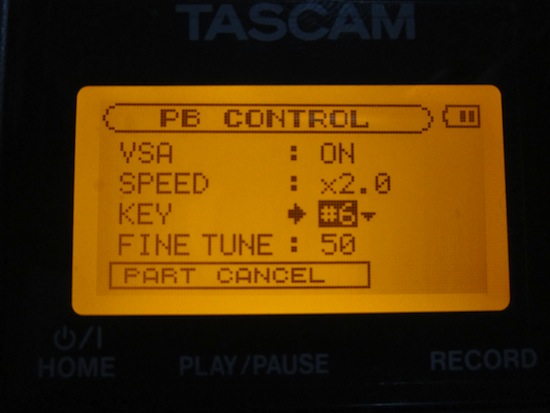 TASCAM
PB CONTROL
VSA : ON
SPEED : x2.0
KEY #6
FINE TUNE : 50
PART CANCEL
HOME PLAY/PAUSE RECORD